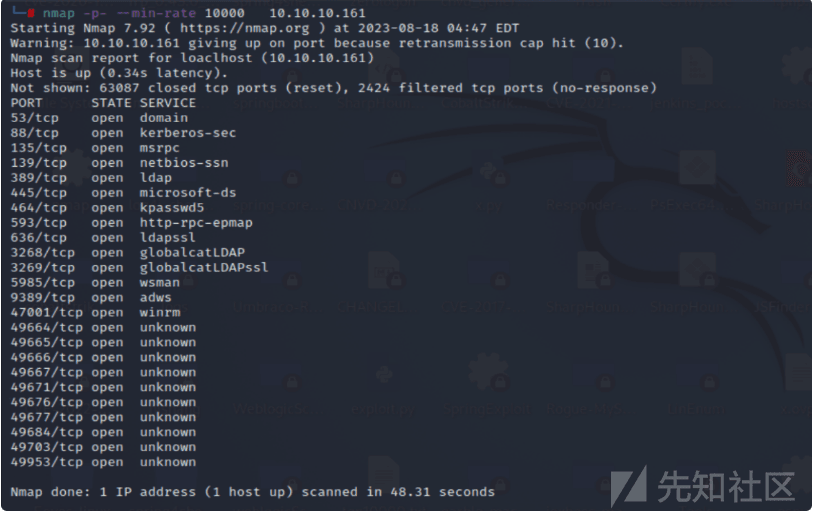 nmap -p- --min-rate 10000 10.10.10.161
Starting Nmap 7.92 ( https://nmap.org ) at 2023-08-18 04:47 EDT
Warning: 10.10.10.161 giving up on port because retransmission cap hit (10).
Nmap scan report for loaclhost (10.10.10.161)
Host is up (0.34s latency).
Not shown: 63087 closed tcp ports (reset), 2424 filtered tcp ports (no-response)
PORT STATE SERVICE
53/tcp open domain
88/tcp open kerberos-sec
135/tcp open msrpc
139/tcp open netbios-ssn
389/tcp open ldap
445/tcp open microsoft-ds
464/tcp open kpasswd5
593/tcp open http-rpc-epmap
636/tcp open ldapssl
3268/tcp open globalcatLDAP
3269/tcp open globalcatLDAPssl
5985/tcp open wsman
9389/tcp open adws
47001/tcp open winrm
49664/tcp open unknown
49665/tcp open unknown
49666/tcp open unknown
49667/tcp open unknown
49671/tcp open unknown
49676/tcp open unknown
49677/tcp open unknown
49684/tcp open unknown
49703/tcp open unknown
49953/tcp open unknown
Nmap done: 1 IP address (1 host up) scanned in 48.31 seconds
先知社区